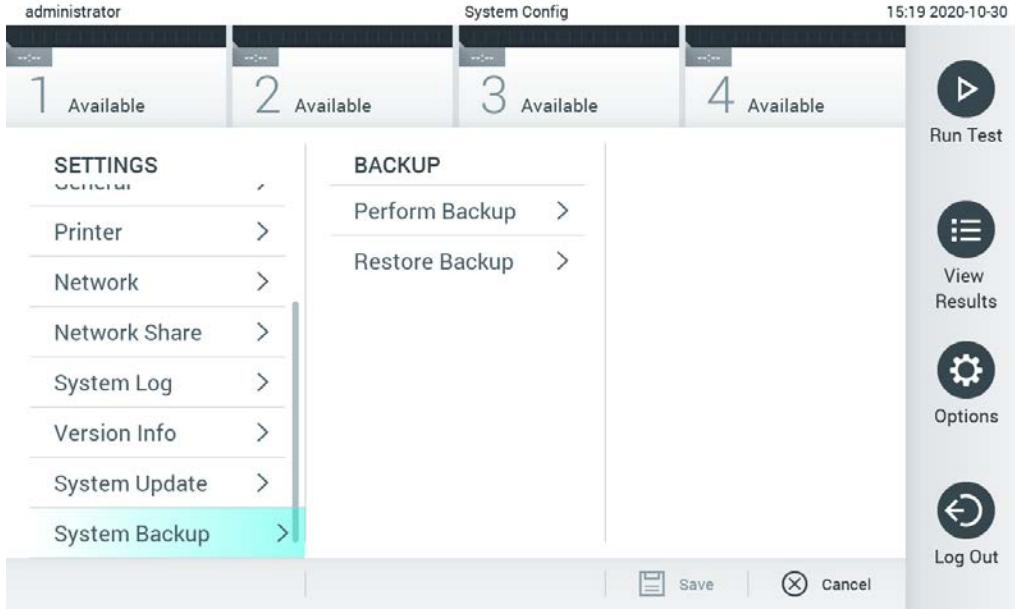 administrator
System Config
15:19 2020-10-30
--:--
1 Available
--:--
2 Available
--:--
3 Available
--:--
4 Available
Run Test
View
Results
Options
Log Out
SETTINGS
General
Printer
Network
Network Share
System Log
Version Info
System Update
System Backup
BACKUP
Perform Backup
Restore Backup
Save
Cancel